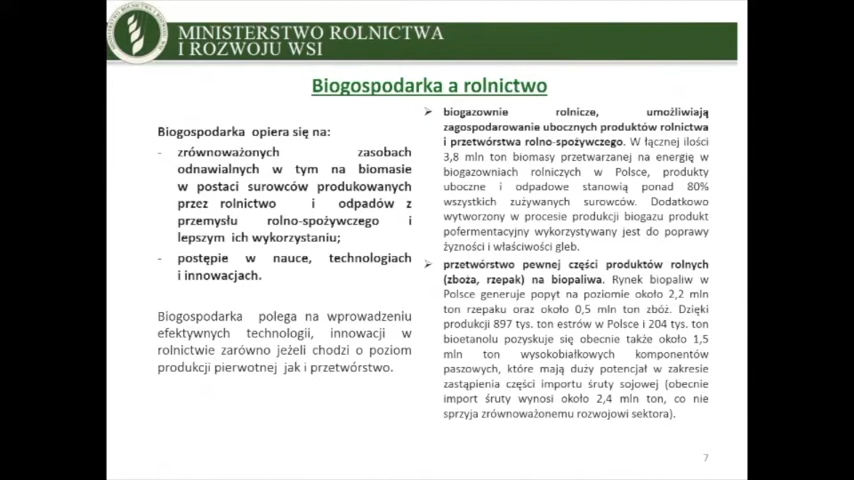 MINISTERSTWO ROLNICTWA
I ROZWOJU WSI
Biogospodarka a rolnictwo
Biogospodarka opiera się na:
- zrównoważonych zasobach
odnawialnych w tym na biomasie
w postaci surowców produkowanych
przez rolnictwo i odpadów z
przemysłu rolno-spożywczego i
lepszym ich wykorzystaniu;
- postępie w nauce, technologiach
i innowacjach.
Biogospodarka polega na wprowadzeniu
efektywnych technologii, innowacji w
rolnictwie zarówno jeżeli chodzi o poziom
produkcji pierwotnej jak i przetwórstwo.
➢ biogazownie rolnicze, umożliwiają
zagospodarowanie ubocznych produktów rolnictwa
i przetwórstwa rolno-spożywczego. W łącznej ilości
3,8 mln ton biomasy przetwarzanej na energię w
biogazowniach rolniczych w Polsce, produkty
uboczne i odpadowe stanowią ponad 80%
wszystkich zużywanych surowców. Dodatkowo
wytworzony w procesie produkcji biogazu produkt
pofermentacyjny wykorzystywany jest do poprawy
żyzności i właściwości gleb.
➢ przetwórstwo pewnej części produktów rolnych
(zboża, rzepak) na biopaliwa. Rynek biopaliw w
Polsce generuje popyt na poziomie około 2,2 mln
ton rzepaku oraz około 0,5 mln ton zbóż. Dzięki
produkcji 897 tys. ton estrów w Polsce i 204 tys. ton
bioetanolu pozyskuje się obecnie także około 1,5
mln ton wysokobiałkowych komponentów
paszowych, które mają duży potencjał w zakresie
zastąpienia części importu śruty sojowej (obecnie
import śruty wynosi około 2,4 mln ton, co nie
sprzyja zrównoważonemu rozwojowi sektora).
7